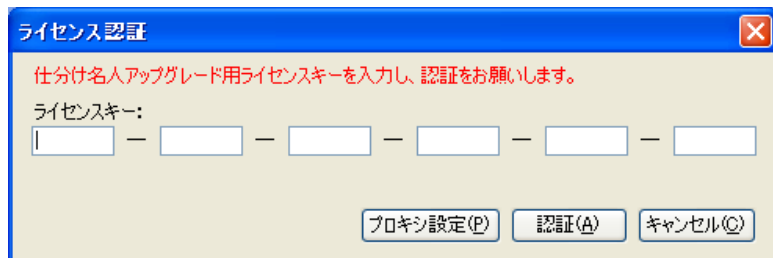 ライセンス認証
仕分け名人アップグレード用ライセンスキーを入力し、認証をお願いします。
ライセンスキー:
— — — — —
プロキシ設定(P) 認証(A) キャンセル(C)